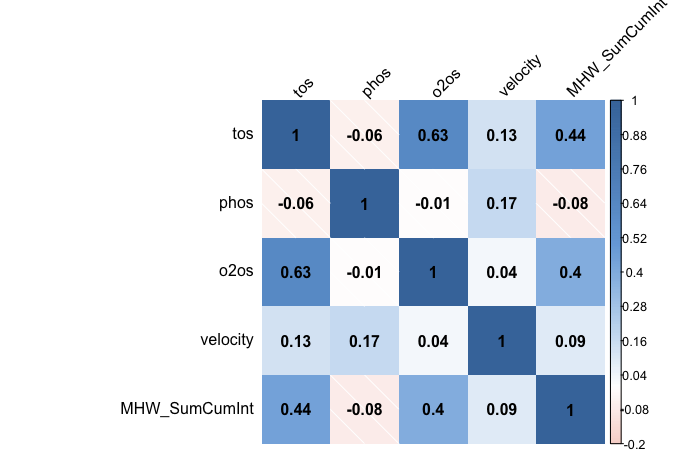 tos phos o2os velocity MHW_SumCumInt
tos 1 -0.06 0.63 0.13 0.44
phos -0.06 1 -0.01 0.17 -0.08
o2os 0.63 -0.01 1 0.04 0.4
velocity 0.13 0.17 0.04 1 0.09
MHW_SumCumInt 0.44 -0.08 0.4 0.09 1
1
0.88
0.76
0.64
0.52
0.4
0.28
0.16
0.04
-0.08
-0.2